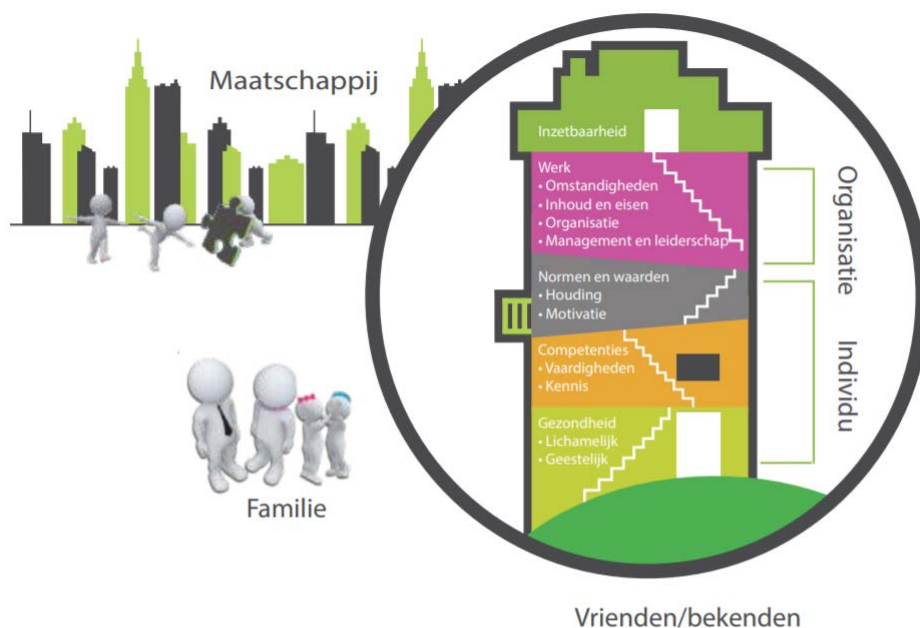 Maatschappij
Inzetbaarheid
Werk
• Omstandigheden
• Inhoud en eisen
• Organisatie
• Management en leiderschap
Normen en waarden
• Houding
• Motivatie
Competenties
• Vaardigheden
• Kennis
Gezondheid
• Lichamelijk
• Geestelijk
Organisatie
Individu
Familie
Vrienden/bekenden